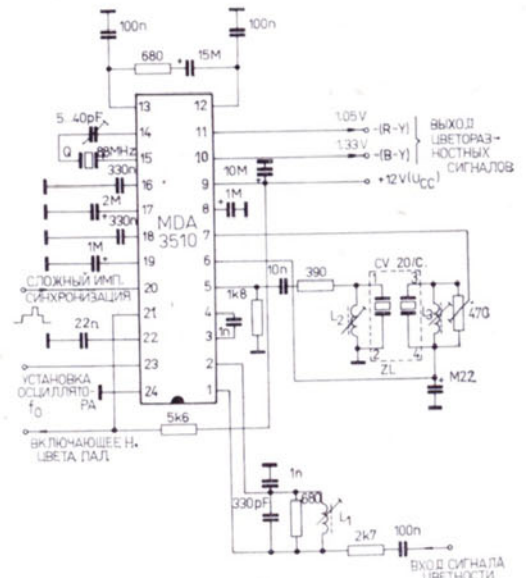 100n
100n
680
15M
13
12
5...40pF
14
11
1.05V
-(R-Y)
ВЫХОД
ЦВЕТОРАЗ-
НОСТНЫХ
СИГНАЛОВ
Q
8,8MHz
15
10
1.33V
-(B-Y)
330n
16
10M
9
+12V(UCC)
2M
17
MDA
3510
8
1M
330n
18
7
1M
19
6
10n
390
CV 20/C.
СЛОЖНЫЙ ИМП.
СИНХРОНИЗАЦИЯ
20
5
1k8
1
3
L2
L3
470
21
4
22n
22
3
1n
2
4
ZL
23
2
M22
УСТАНОВКА
ОСЦИЛЛЯТО-
РА
f0
24
1
ВКЛЮЧАЮЩЕЕ Н.
ЦВЕТА ПАЛ.
5k6
1n
330pF
680
L1
2k7
100n
ВХОД СИГНАЛА
ЦВЕТНОСТИ